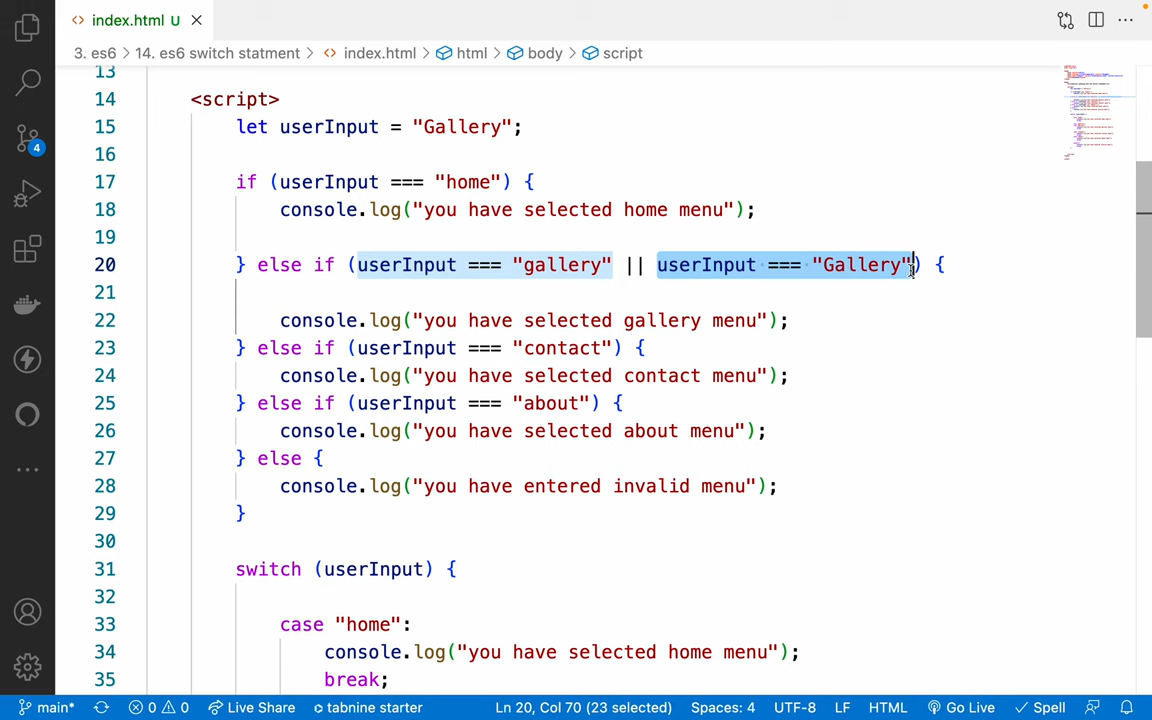 index.html U
3. es6 > 14. es6 switch statment > index.html > html > body > script
13
14 <script>
15 let userInput = "Gallery";
16
17 if (userInput === "home") {
18 console.log("you have selected home menu");
19
20 } else if (userInput === "gallery" || userInput === "Gallery") {
21
22 console.log("you have selected gallery menu");
23 } else if (userInput === "contact") {
24 console.log("you have selected contact menu");
25 } else if (userInput === "about") {
26 console.log("you have selected about menu");
27 } else {
28 console.log("you have entered invalid menu");
29 }
30
31 switch (userInput) {
32
33 case "home":
34 console.log("you have selected home menu");
35 break;
4
main* 0 0 Live Share tabnine starter Ln 20, Col 70 (23 selected) Spaces: 4 UTF-8 LF HTML Go Live Spell